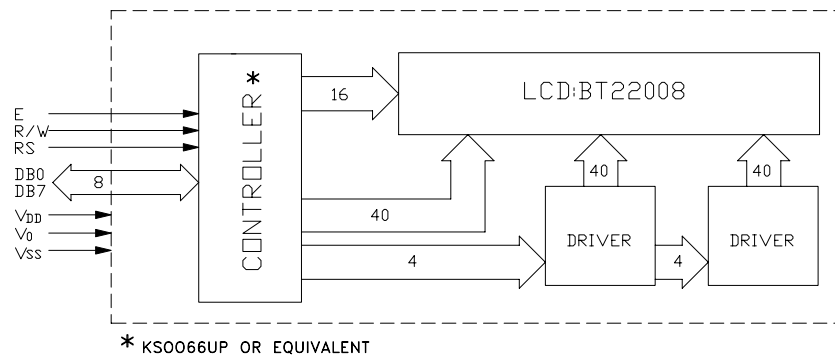 LCD:BT22008
16
CONTROLLER *
E
R/W
RS
DB0
DB7
8
VDD
V0
VSS
40
40
40
4
DRIVER
4
DRIVER
* KS0066UP OR EQUIVALENT